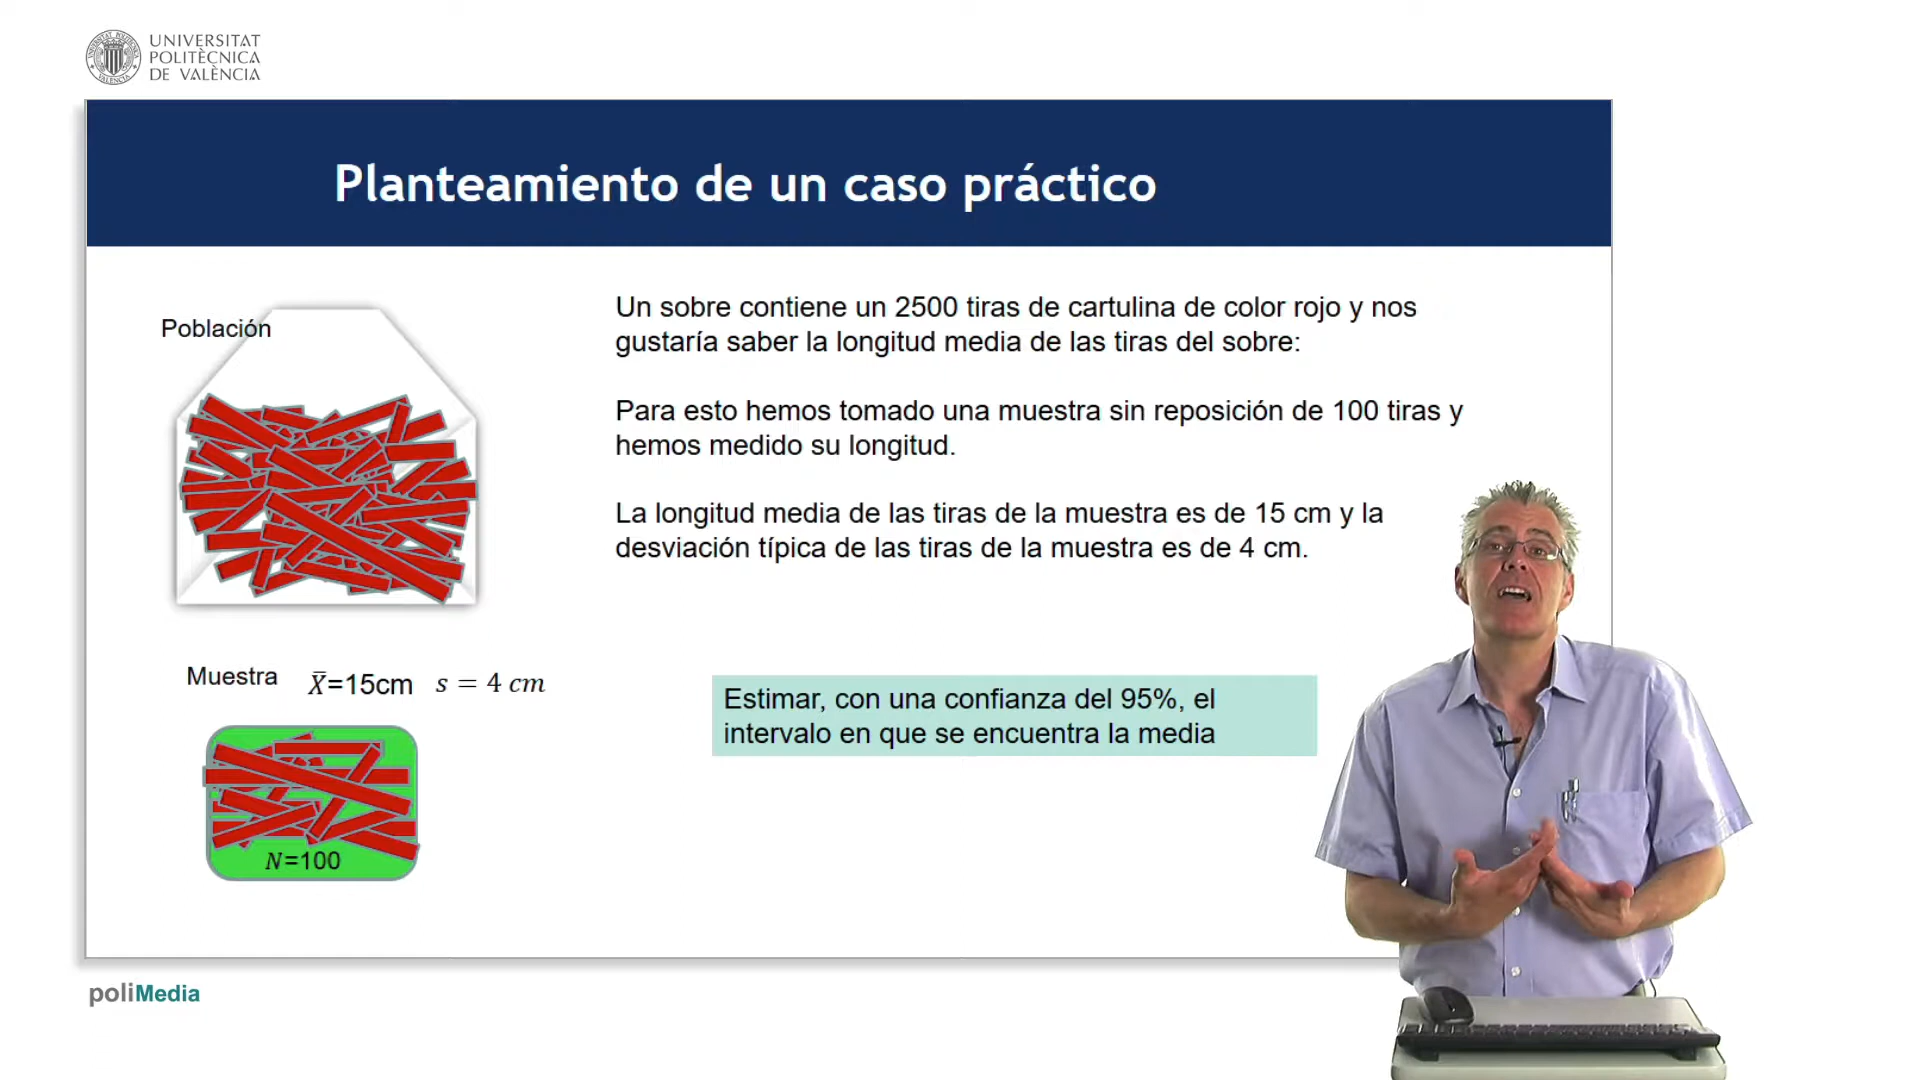 UNIVERSITAT
POLITÈCNICA
DE VALÈNCIA
Planteamiento de un caso práctico
Población
Un sobre contiene un 2500 tiras de cartulina de color rojo y nos
gustaría saber la longitud media de las tiras del sobre:
Para esto hemos tomado una muestra sin reposición de 100 tiras y
hemos medido su longitud.
La longitud media de las tiras de la muestra es de 15 cm y la
desviación típica de las tiras de la muestra es de 4 cm.
Muestra X̄=15cm s = 4 cm
Estimar, con una confianza del 95%, el
intervalo en que se encuentra la media
N=100
poliMedia